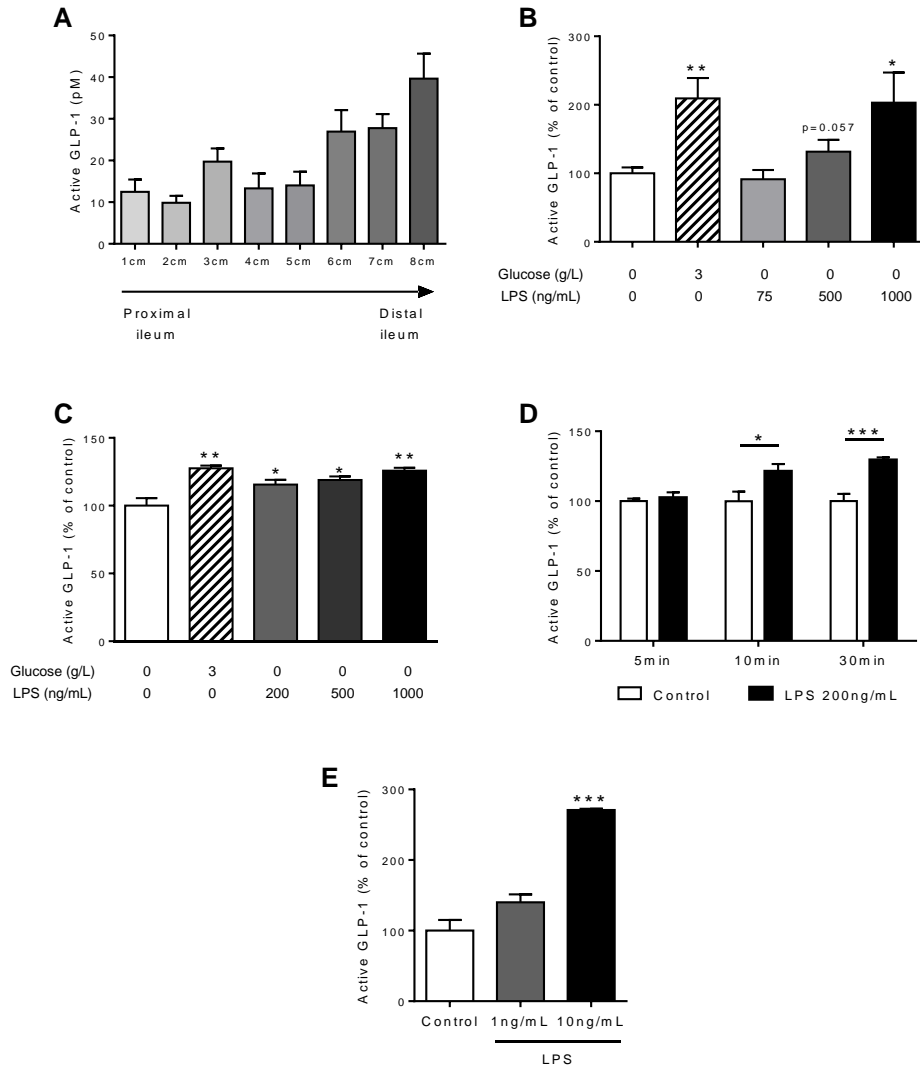 A
Active GLP-1 (pM)
50
40
30
20
10
0
1cm 2cm 3cm 4cm 5cm 6cm 7cm 8cm
Proximal ileum
Distal ileum
B
Active GLP-1 (% of control)
300
200
100
0
**
p=0.057
*
Glucose (g/L) 0 3 0 0 0
LPS (ng/mL) 0 0 75 500 1000
C
Active GLP-1 (% of control)
150
100
50
0
** * * **
Glucose (g/L) 0 3 0 0 0
LPS (ng/mL) 0 0 200 500 1000
D
Active GLP-1 (% of control)
150
100
50
0
* ***
5min 10min 30min
Control LPS 200ng/mL
E
Active GLP-1 (% of control)
300
200
100
0
***
Control 1ng/mL 10ng/mL
LPS